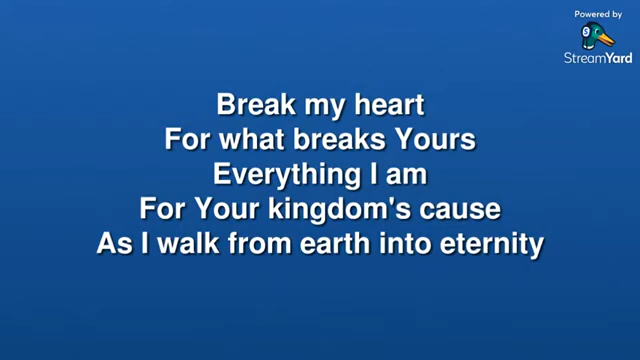 Powered by
StreamYard
Break my heart
For what breaks Yours
Everything I am
For Your kingdom's cause
As I walk from earth into eternity